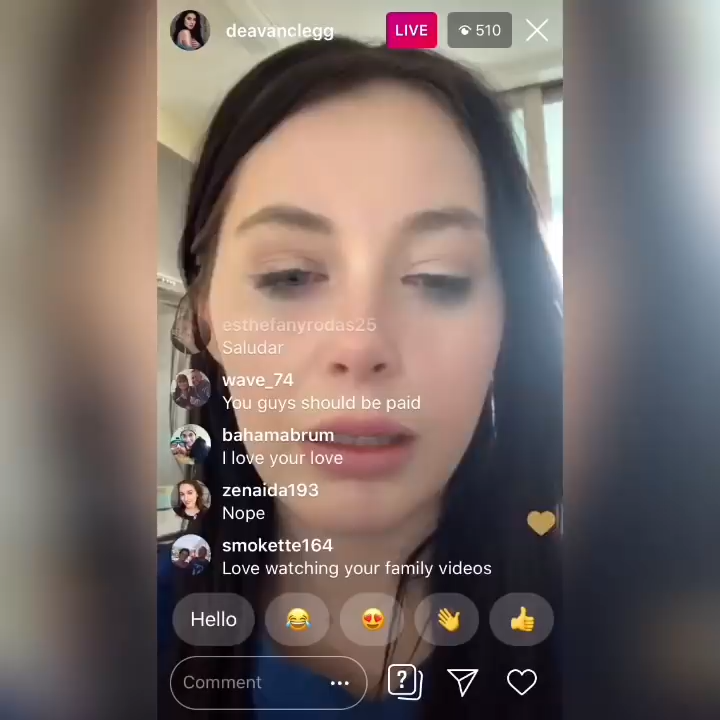 deavanclegg
LIVE
510
esthefanyrodas25
Saludar
wave_74
You guys should be paid
bahamabrum
I love your love
zenaida193
Nope
smokette164
Love watching your family videos
Hello
Comment
?